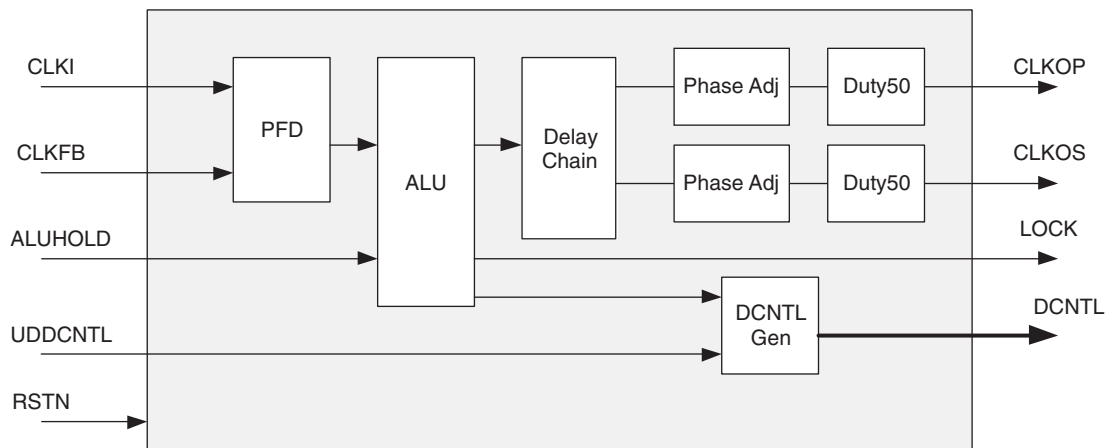 CLKI
CLKFB
ALUHOLD
UDDCNTL
RSTN
PFD
ALU
Delay
Chain
Phase Adj
Duty50
Phase Adj
Duty50
DCNTL
Gen
CLKOP
CLKOS
LOCK
DCNTL